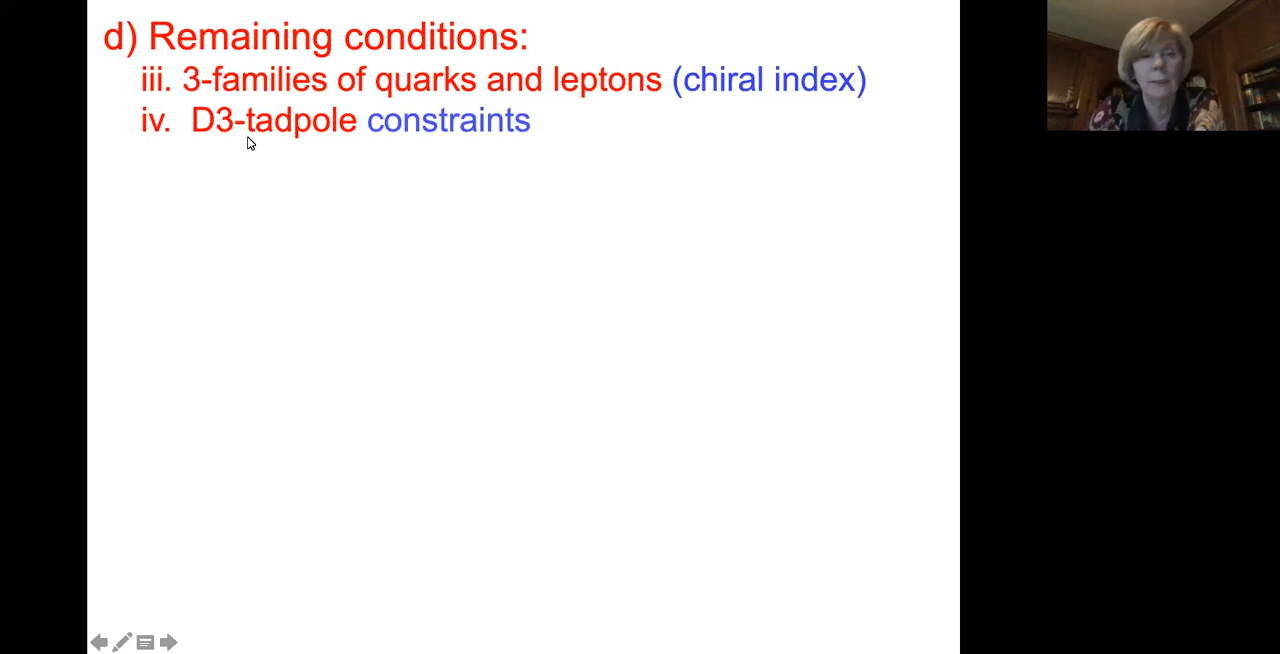 d) Remaining conditions:
iii. 3-families of quarks and leptons (chiral index)
iv. D3-tadpole constraints